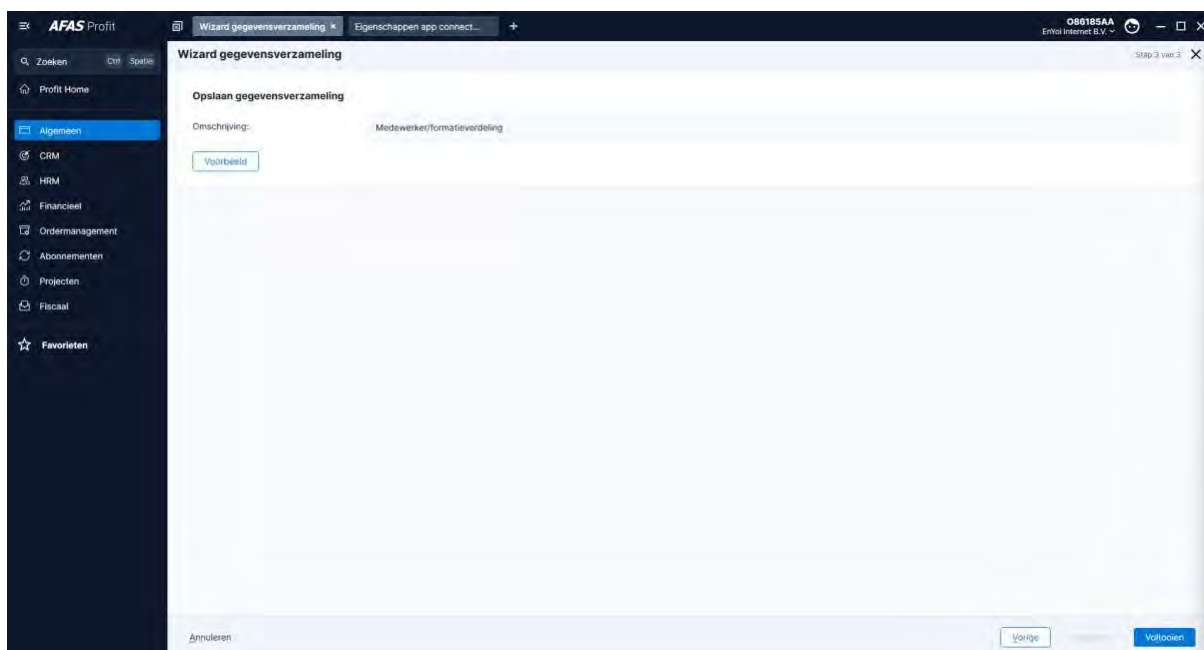 AFAS Profit
Wizard gegevensverzameling
Eigenschappen app connect...
O86185AA
EnYoi Internet B.V.
Zoeken Ctrl Spatie
Wizard gegevensverzameling
Stap 3 van 3
Profit Home
Opslaan gegevensverzameling
Algemeen
Omschrijving: Medewerker/formatieverdeling
CRM
Voorbeeld
HRM
Financieel
Ordermanagement
Abonnementen
Projecten
Fiscaal
Favorieten
Annuleren
Vorige
Voltooien